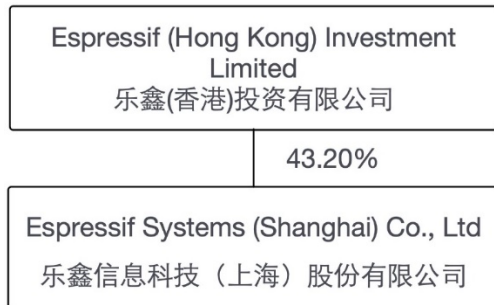 Espressif (Hong Kong) Investment
Limited
乐鑫(香港)投资有限公司
43.20%
Espressif Systems (Shanghai) Co., Ltd
乐鑫信息科技（上海）股份有限公司